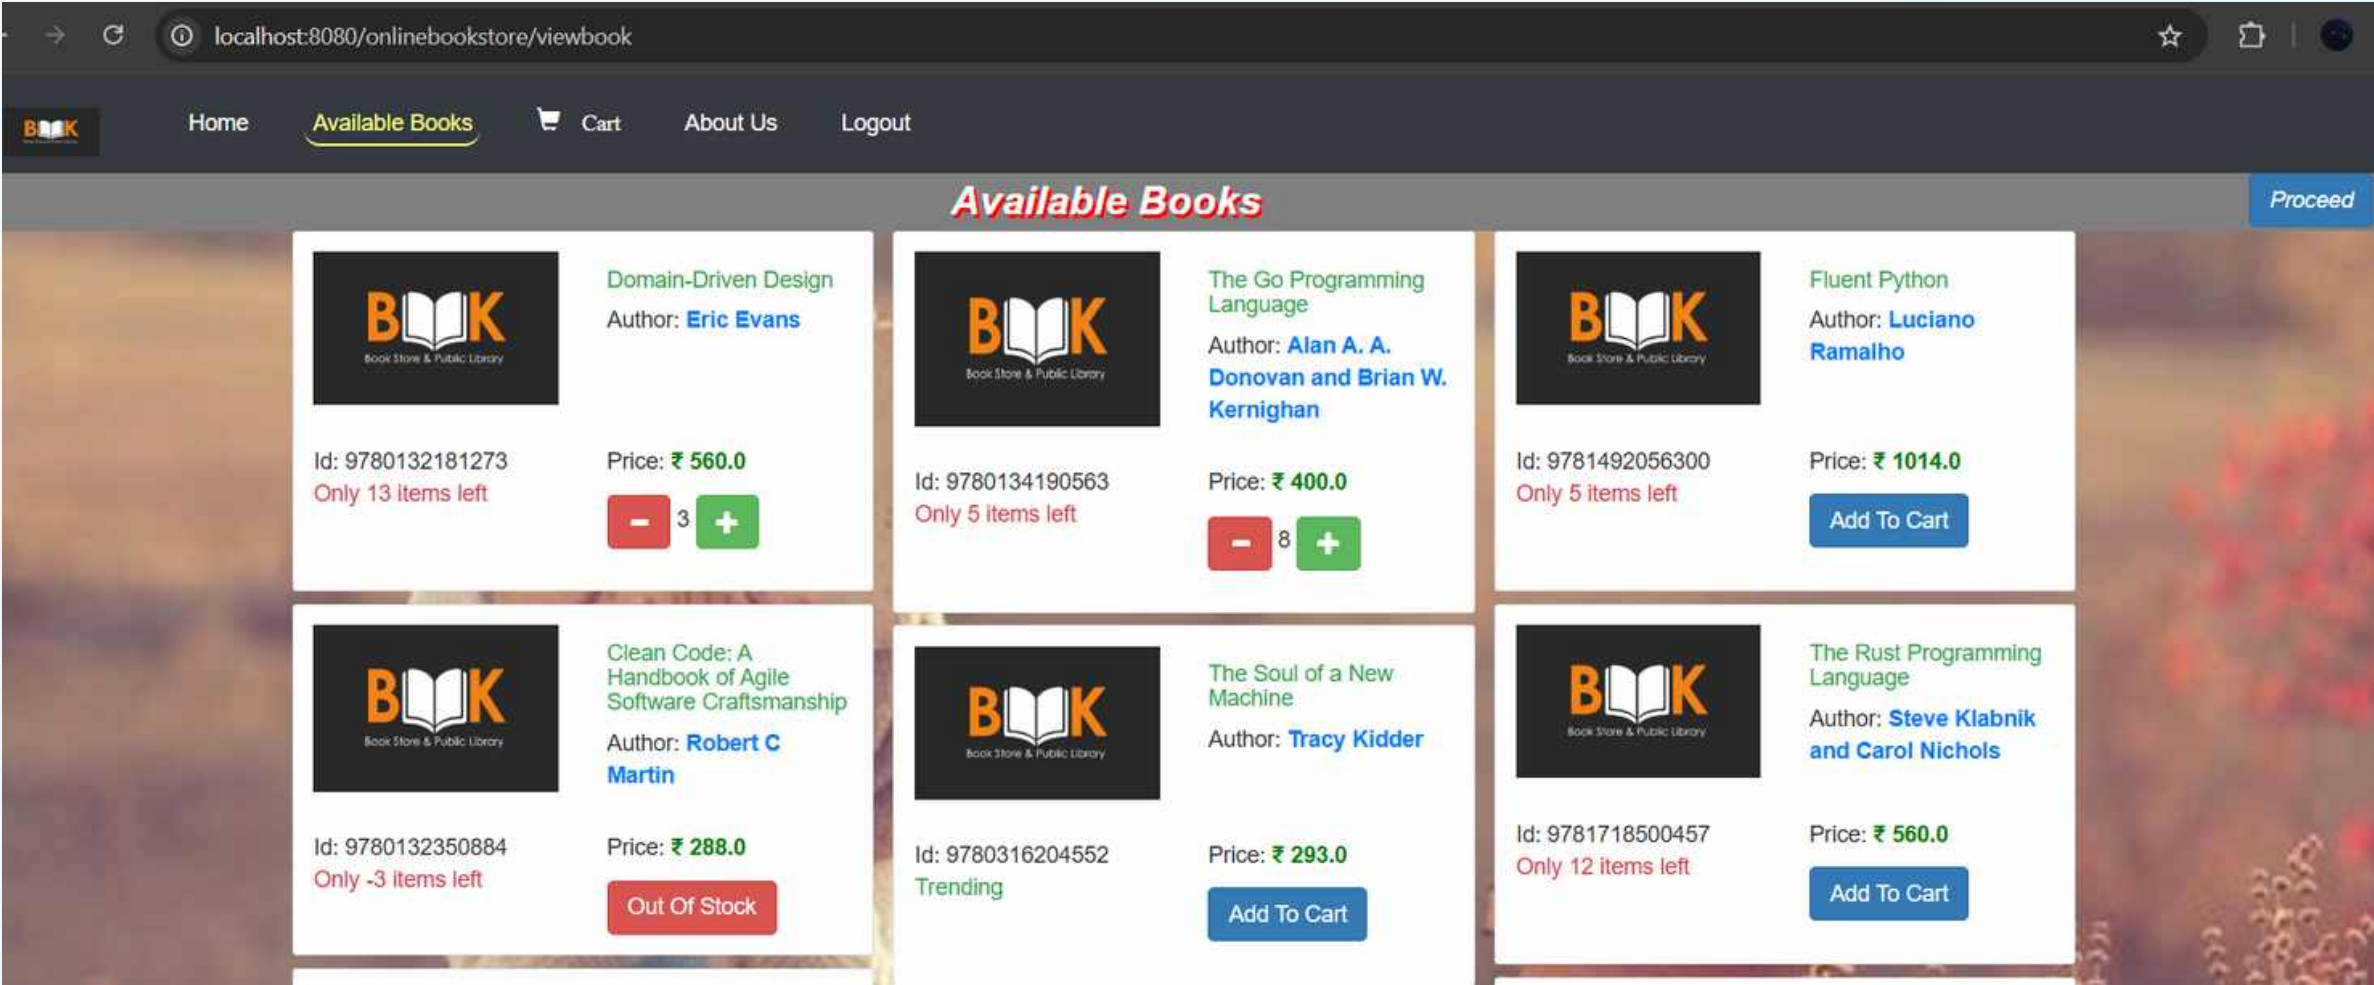 localhost:8080/onlinebookstore/viewbook
BOOK
Home
Available Books
Cart
About Us
Logout
Available Books
Proceed
BOOK
Book Store & Public Library
Domain-Driven Design
Author: Eric Evans
Id: 9780132181273
Only 13 items left
Price: ₹ 560.0
3
BOOK
Book Store & Public Library
The Go Programming
Language
Author: Alan A. A.
Donovan and Brian W.
Kernighan
Id: 9780134190563
Only 5 items left
Price: ₹ 400.0
8
BOOK
Book Store & Public Library
Fluent Python
Author: Luciano
Ramalho
Id: 9781492056300
Only 5 items left
Price: ₹ 1014.0
Add To Cart
BOOK
Book Store & Public Library
Clean Code: A
Handbook of Agile
Software Craftsmanship
Author: Robert C
Martin
Id: 9780132350884
Only -3 items left
Price: ₹ 288.0
Out Of Stock
BOOK
Book Store & Public Library
The Soul of a New
Machine
Author: Tracy Kidder
Id: 9780316204552
Trending
Price: ₹ 293.0
Add To Cart
BOOK
Book Store & Public Library
The Rust Programming
Language
Author: Steve Klabnik
and Carol Nichols
Id: 9781718500457
Only 12 items left
Price: ₹ 560.0
Add To Cart